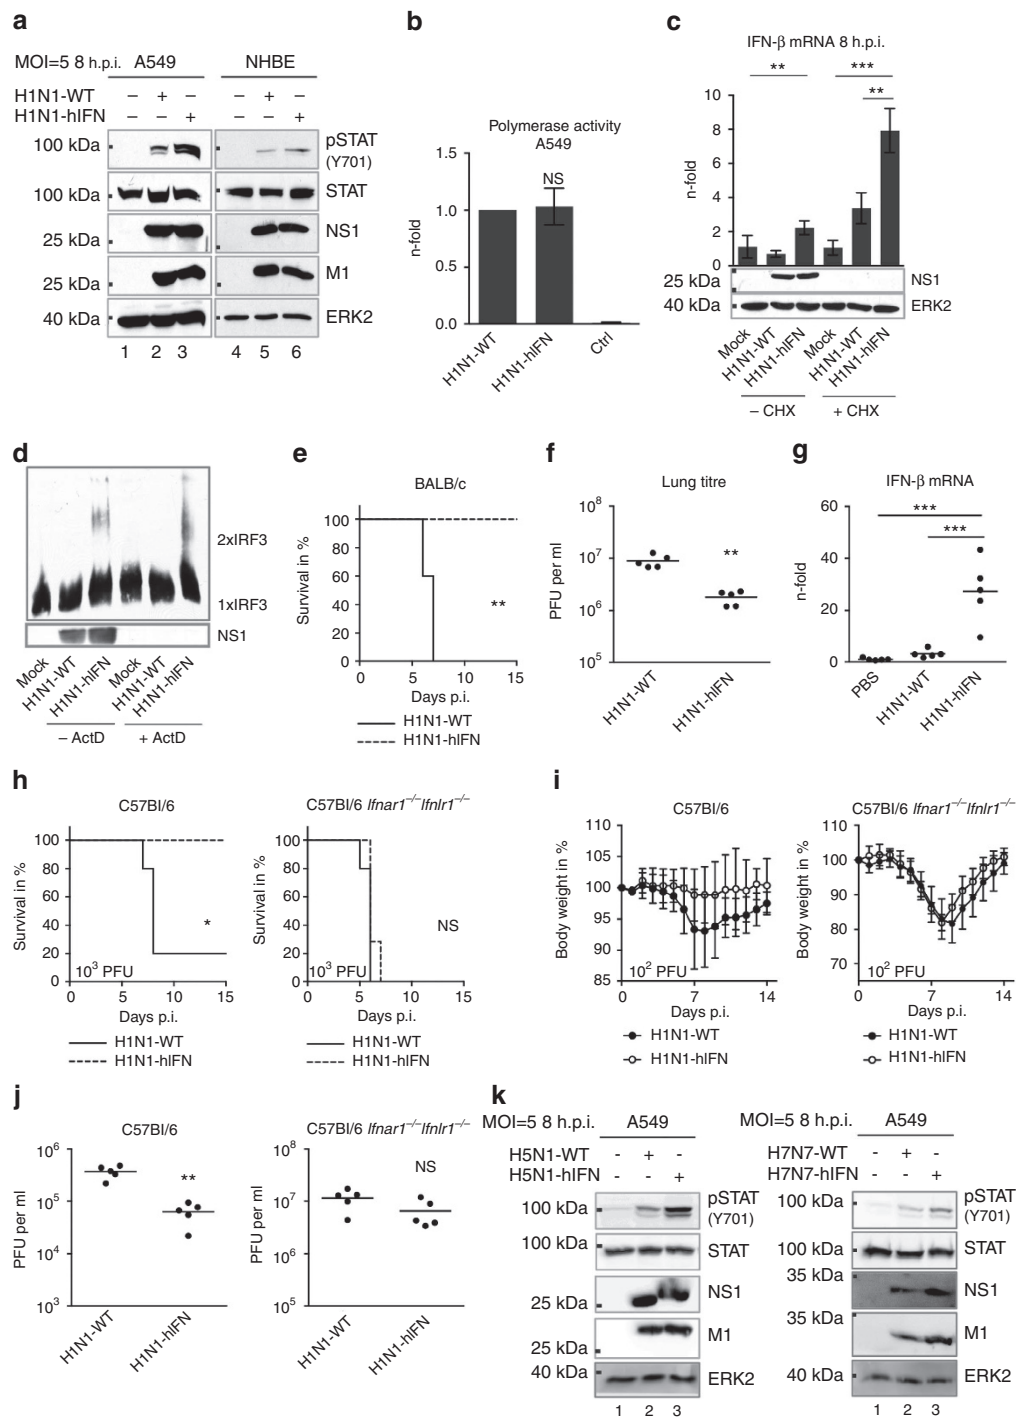 a
MOI=5 8 h.p.i. A549 NHBE
H1N1-WT – + – – + –
H1N1-hIFN – – + – – +
100 kDa pSTAT (Y701)
100 kDa STAT
25 kDa NS1
25 kDa M1
40 kDa ERK2
1 2 3 4 5 6
b
Polymerase activity
A549
n-fold
1.5
1.0
0.5
0.0
NS
H1N1-WT
H1N1-hIFN
Ctrl
c
IFN-β mRNA 8 h.p.i.
** ***
**
n-fold
10
8
6
4
2
0
25 kDa NS1
40 kDa ERK2
Mock
H1N1-WT
H1N1-hIFN
Mock
H1N1-WT
H1N1-hIFN
– CHX + CHX
d
2xIRF3
1xIRF3
NS1
Mock
H1N1-WT
H1N1-hIFN
Mock
H1N1-WT
H1N1-hIFN
– ActD + ActD
e
BALB/c
Survival in %
100
80
60
40
20
0
**
0 5 10 15
Days p.i.
H1N1-WT
H1N1-hIFN
f
Lung titre
PFU per ml
10⁸
10⁷
10⁶
10⁵
**
H1N1-WT
H1N1-hIFN
g
IFN-β mRNA
***
***
n-fold
60
40
20
0
PBS
H1N1-WT
H1N1-hIFN
h
C57Bl/6
Survival in %
100
80
60
40
20
0
*
10³ PFU
0 5 10 15
Days p.i.
H1N1-WT
H1N1-hIFN
C57Bl/6 Ifnar1⁻/⁻Ifnlr1⁻/⁻
Survival in %
100
80
60
40
20
0
NS
10³ PFU
0 5 10 15
Days p.i.
H1N1-WT
H1N1-hIFN
i
C57Bl/6
Body weight in %
110
105
100
95
90
85
10² PFU
0 7 14
Days p.i.
H1N1-WT
H1N1-hIFN
C57Bl/6 Ifnar1⁻/⁻Ifnlr1⁻/⁻
Body weight in %
110
100
90
80
70
10² PFU
0 7 14
Days p.i.
H1N1-WT
H1N1-hIFN
j
C57Bl/6
PFU per ml
10⁶
10⁵
10⁴
10³
**
H1N1-WT
H1N1-hIFN
C57Bl/6 Ifnar1⁻/⁻Ifnlr1⁻/⁻
PFU per ml
10⁸
10⁷
10⁶
10⁵
NS
H1N1-WT
H1N1-hIFN
k
MOI=5 8 h.p.i. A549
H5N1-WT - + -
H5N1-hIFN - - +
100 kDa pSTAT (Y701)
100 kDa STAT
25 kDa NS1
25 kDa M1
40 kDa ERK2
1 2 3
MOI=5 8 h.p.i. A549
H7N7-WT - + -
H7N7-hIFN - - +
100 kDa pSTAT (Y701)
100 kDa STAT
35 kDa NS1
35 kDa M1
40 kDa ERK2
1 2 3